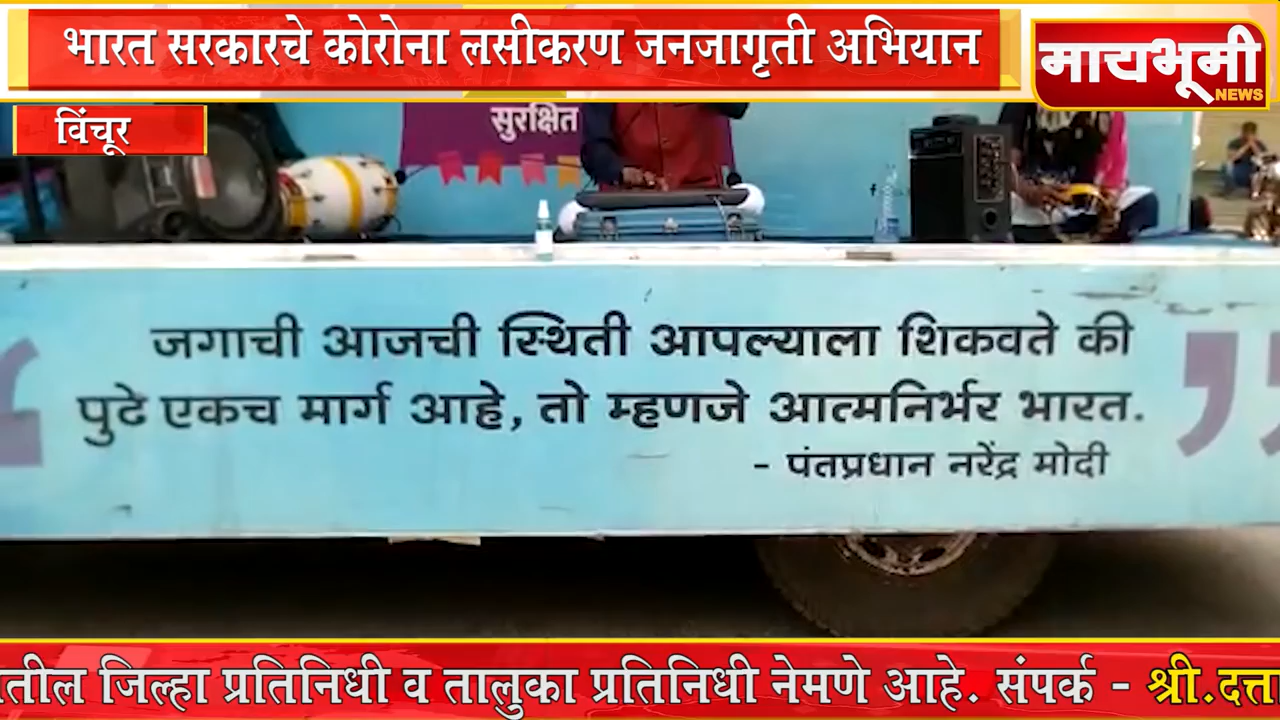 भारत सरकारचे कोरोना लसीकरण जनजागृती अभियान
मायभूमी
NEWS
विंचूर
सुरक्षित
जगाची आजची स्थिती आपल्याला शिकवते की
पुढे एकच मार्ग आहे, तो म्हणजे आत्मनिर्भर भारत.
- पंतप्रधान नरेंद्र मोदी
जिल्हा प्रतिनिधी व तालुका प्रतिनिधी नेमणे आहे. संपर्क - श्री.दत्ता